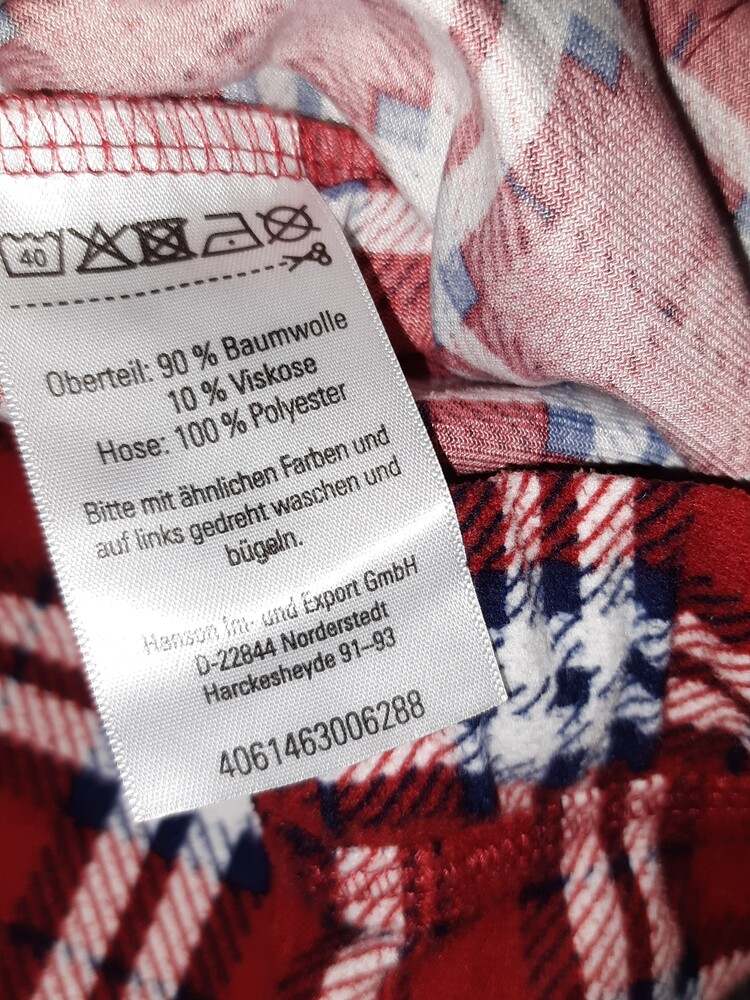 40
Oberteil: 90 % Baumwolle
10 % Viskose
Hose: 100 % Polyester
Bitte mit ähnlichen Farben und
auf links gedreht waschen und
bügeln.
Hanson Im- und Export GmbH
D-22844 Norderstedt
Harckesheyde 91–93
4061463006288